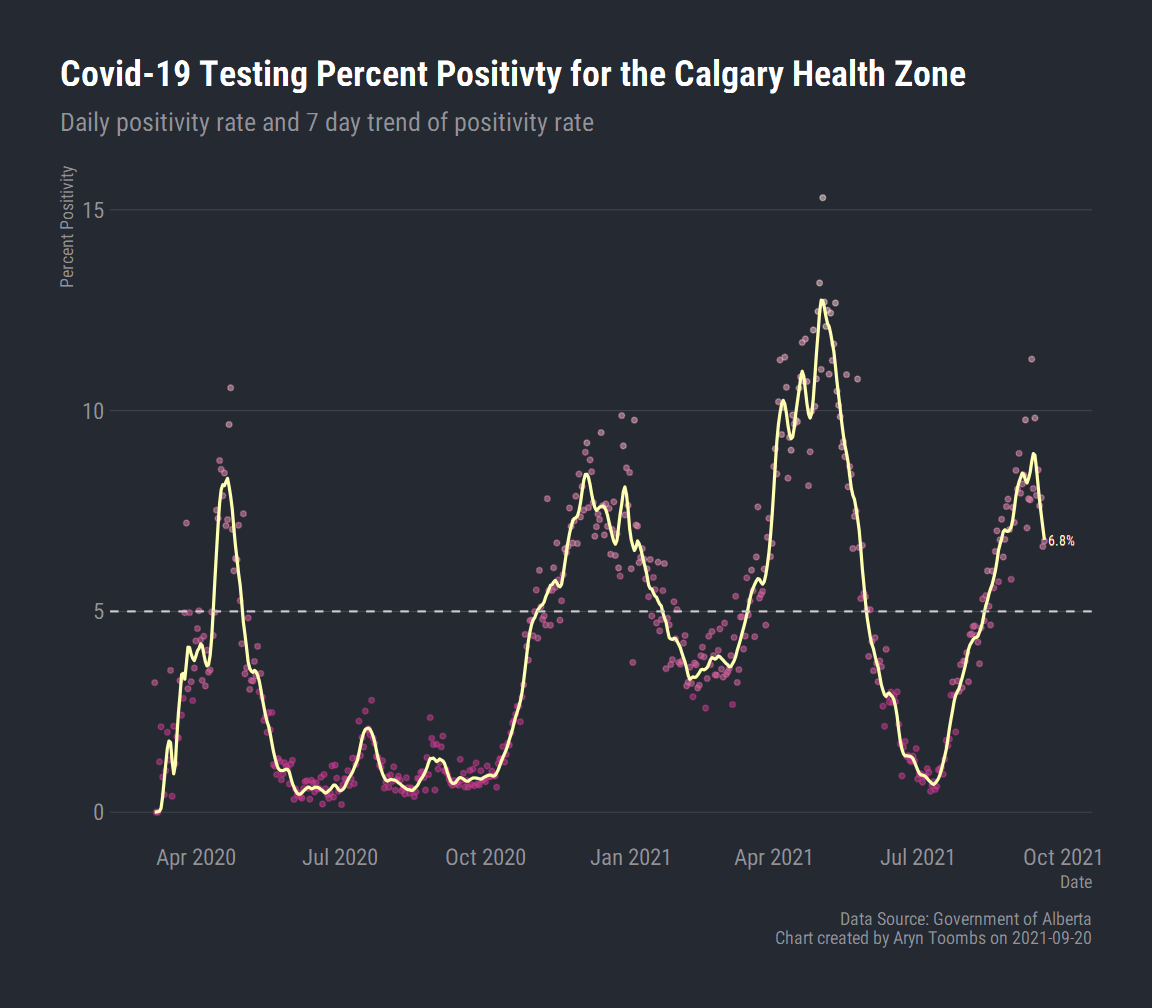 Covid-19 Testing Percent Positivty for the Calgary Health Zone
Daily positivity rate and 7 day trend of positivity rate
Percent Positivity
15
10
5
0
6.8%
Apr 2020 Jul 2020 Oct 2020 Jan 2021 Apr 2021 Jul 2021 Oct 2021
Date
Data Source: Government of Alberta
Chart created by Aryn Toombs on 2021-09-20